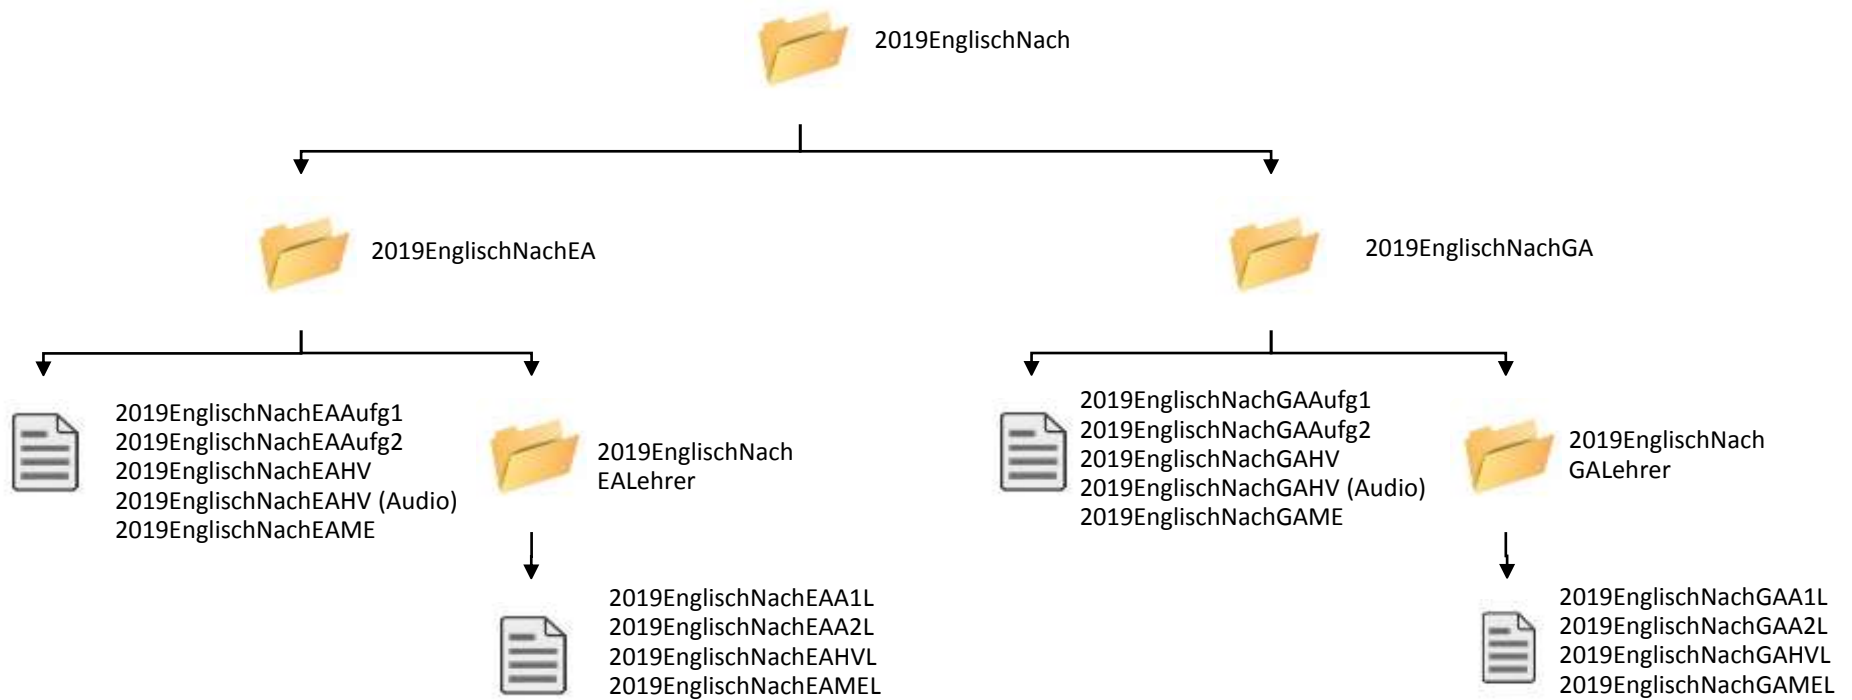 2019EnglischNach
2019EnglischNachEA
2019EnglischNachGA
2019EnglischNachEAAufg1
2019EnglischNachEAAufg2
2019EnglischNachEAHV
2019EnglischNachEAHV (Audio)
2019EnglischNachEAME
2019EnglischNach
EALehrer
2019EnglischNachGAAufg1
2019EnglischNachGAAufg2
2019EnglischNachGAHV
2019EnglischNachGAHV (Audio)
2019EnglischNachGAME
2019EnglischNach
GALehrer
2019EnglischNachEAA1L
2019EnglischNachEAA2L
2019EnglischNachEAHVL
2019EnglischNachEAMEL
2019EnglischNachGAA1L
2019EnglischNachGAA2L
2019EnglischNachGAHVL
2019EnglischNachGAMEL